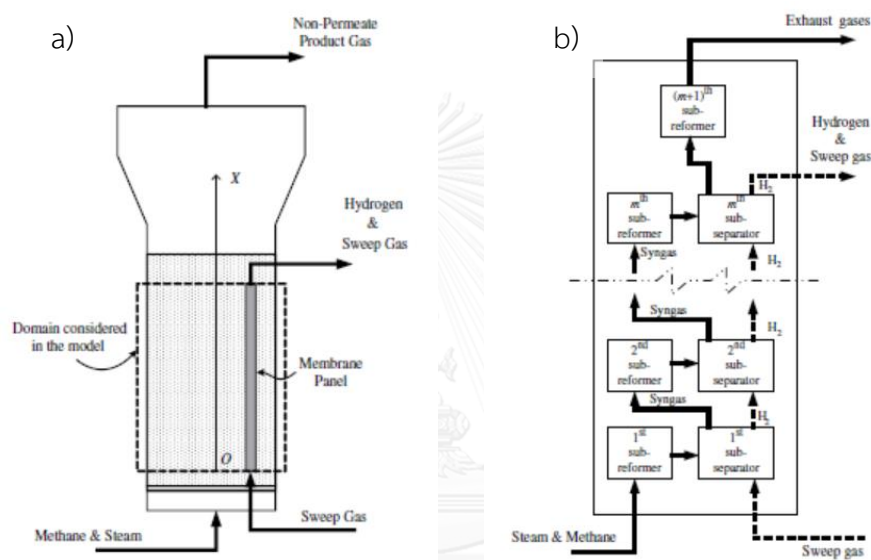 a)
Non-Permeate
Product Gas
X
Hydrogen
&
Sweep Gas
Domain considered
in the model
Membrane
Panel
O
Methane & Steam
Sweep Gas
b)
Exhaust gases
(m+1)th
sub-
reformer
Hydrogen
&
Sweep gas
H2
mth
sub-
reformer
mth
sub-
separator
Syngas
H2
Syngas
H2
2nd
sub-
reformer
2nd
sub-
separator
Syngas
H2
1st
sub-
reformer
1st
sub-
separator
Steam & Methane
Sweep gas